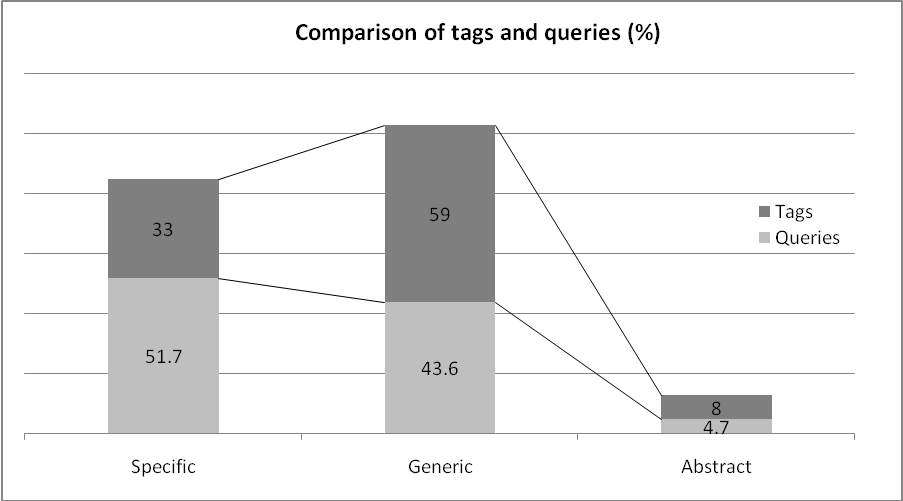 Comparison of tags and queries (%)
33
59
Tags
Queries
51.7
43.6
8
4.7
Specific
Generic
Abstract